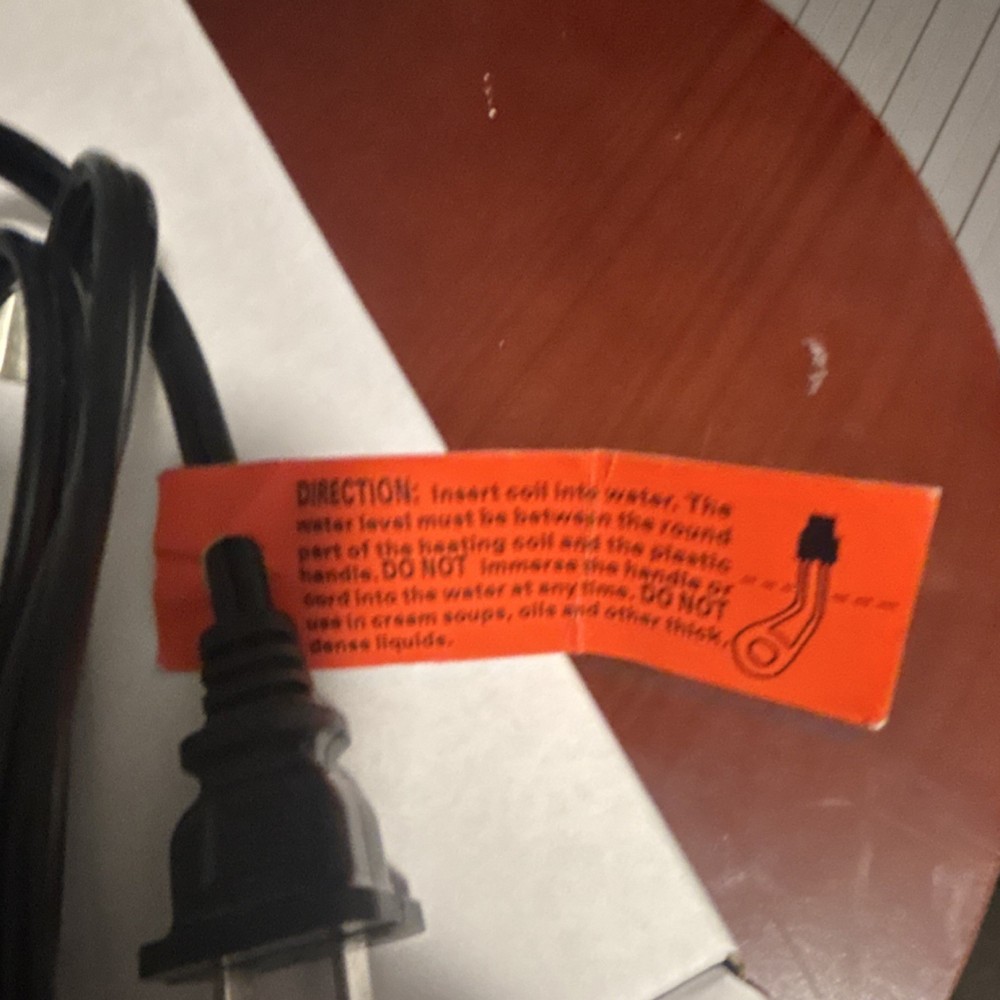 DIRECTION: Insert coil into water. The
water level must be between the round
part of the heating coil and the plastic
handle. DO NOT immerse the handle or
cord into the water at any time. DO NOT
use in cream soups, oils and other thick,
dense liquids.